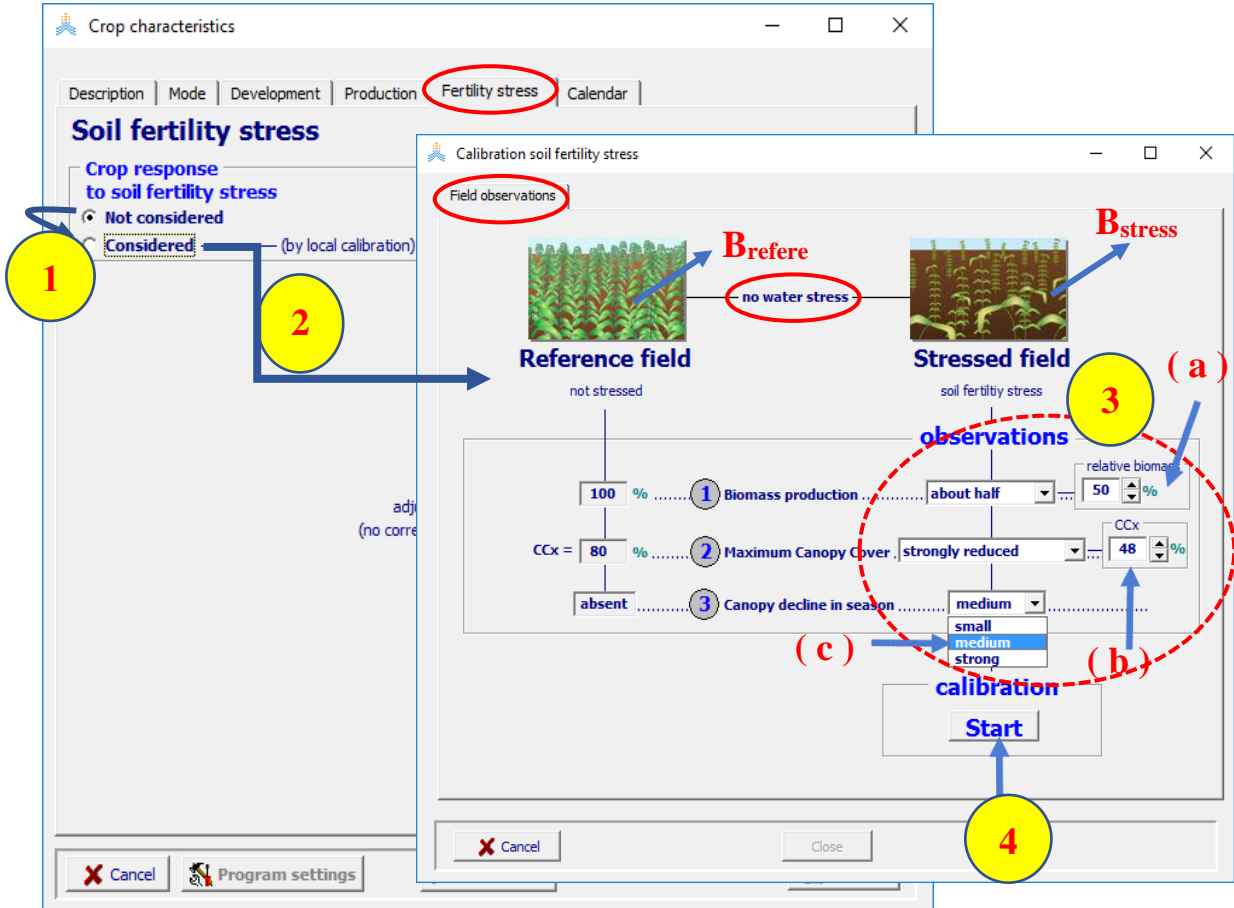 Crop characteristics
Description Mode Development Production Fertility stress Calendar
Soil fertility stress
Crop response
to soil fertility stress
Not considered
Considered (by local calibration)
1
2
adj
(no corre
Cancel Program settings
Calibration soil fertility stress
Field observations
B refere
B stress
no water stress
Reference field Stressed field
not stressed soil fertiltiy stress
3
( a )
observations
relative biomas
100 % ........ 1 Biomass production ............. about half 50 %
CCx
CCx = 80 % ........ 2 Maximum Canopy Cover . strongly reduced 48 %
absent ............ 3 Canopy decline in season .......... medium
small
medium
strong
( c )
( b )
calibration
Start
4
Cancel Close